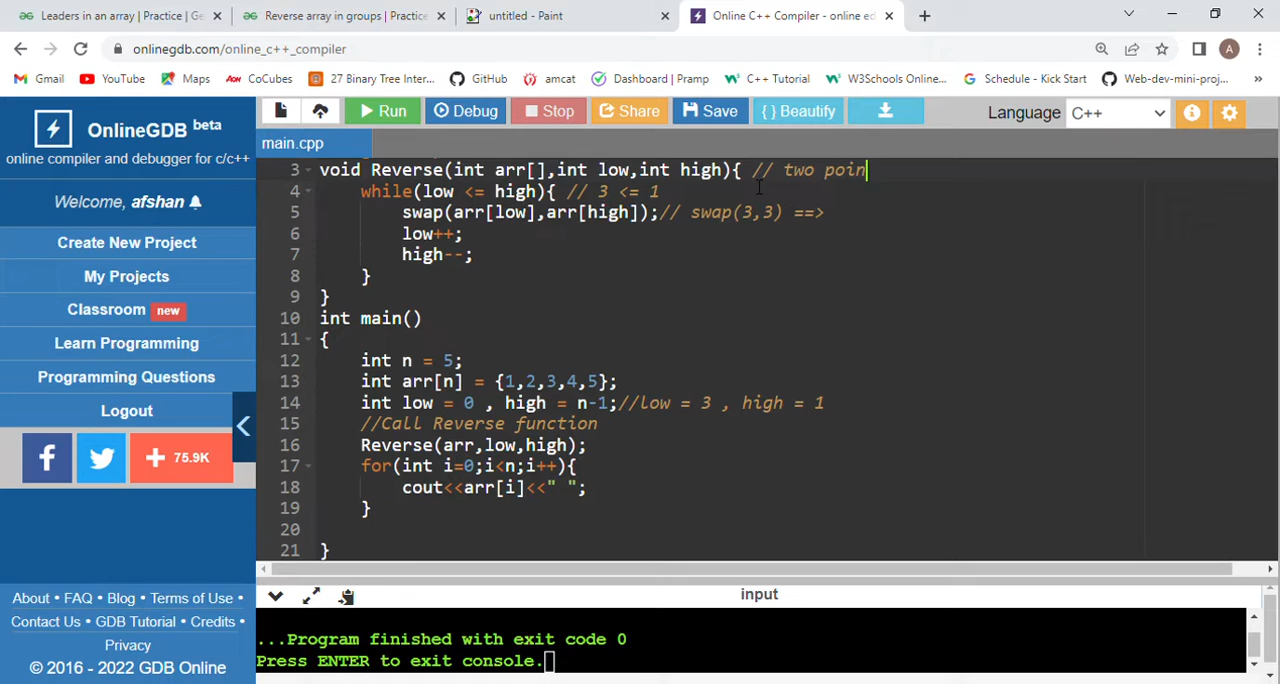 Leaders in an array | Practice | Ge
Reverse array in groups | Practice
untitled - Paint
Online C++ Compiler - online ed
onlinegdb.com/online_c++_compiler
A
Gmail
YouTube
Maps
CoCubes
27 Binary Tree Inter...
GitHub
amcat
Dashboard | Pramp
C++ Tutorial
W3Schools Online...
Schedule - Kick Start
Web-dev-mini-proj...
»
OnlineGDB beta
online compiler and debugger for c/c++
Welcome, afshan
Create New Project
My Projects
Classroom new
Learn Programming
Programming Questions
Logout
+ 75.9K
About • FAQ • Blog • Terms of Use •
Contact Us • GDB Tutorial • Credits •
Privacy
© 2016 - 2022 GDB Online
Run
Debug
Stop
Share
Save
{ } Beautify
Language
C++
main.cpp
3 void Reverse(int arr[],int low,int high){ // two poin
4 while(low <= high){ // 3 <= 1
5 swap(arr[low],arr[high]);// swap(3,3) ==>
6 low++;
7 high--;
8 }
9 }
10 int main()
11 {
12 int n = 5;
13 int arr[n] = {1,2,3,4,5};
14 int low = 0 , high = n-1;//low = 3 , high = 1
15 //Call Reverse function
16 Reverse(arr,low,high);
17 for(int i=0;i<n;i++){
18 cout<<arr[i]<<" ";
19 }
20
21 }
input
...Program finished with exit code 0
Press ENTER to exit console.